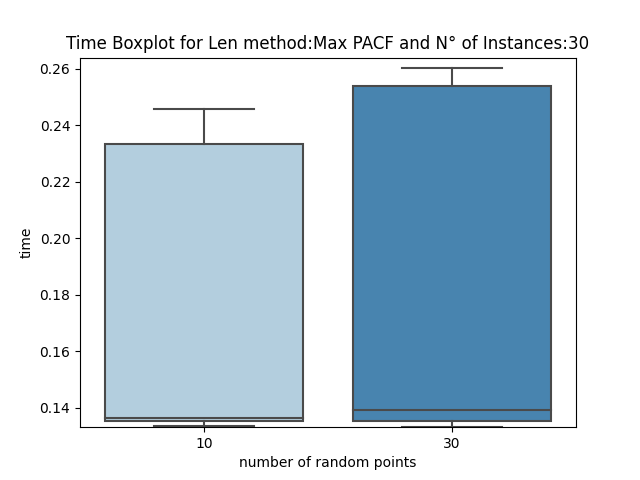 Time Boxplot for Len method:Max PACF and N° of Instances:30
0.26
0.24
0.22
0.20
0.18
0.16
0.14
time
10 30
number of random points